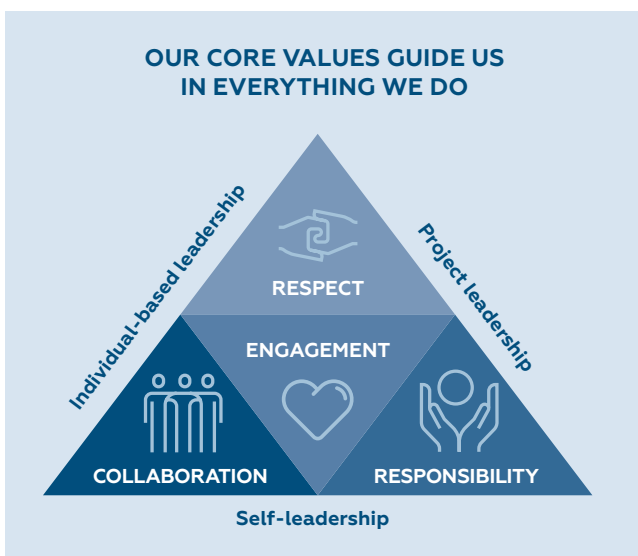 OUR CORE VALUES GUIDE US
IN EVERYTHING WE DO
Individual-based leadership
Project leadership
RESPECT
ENGAGEMENT
COLLABORATION
RESPONSIBILITY
Self-leadership